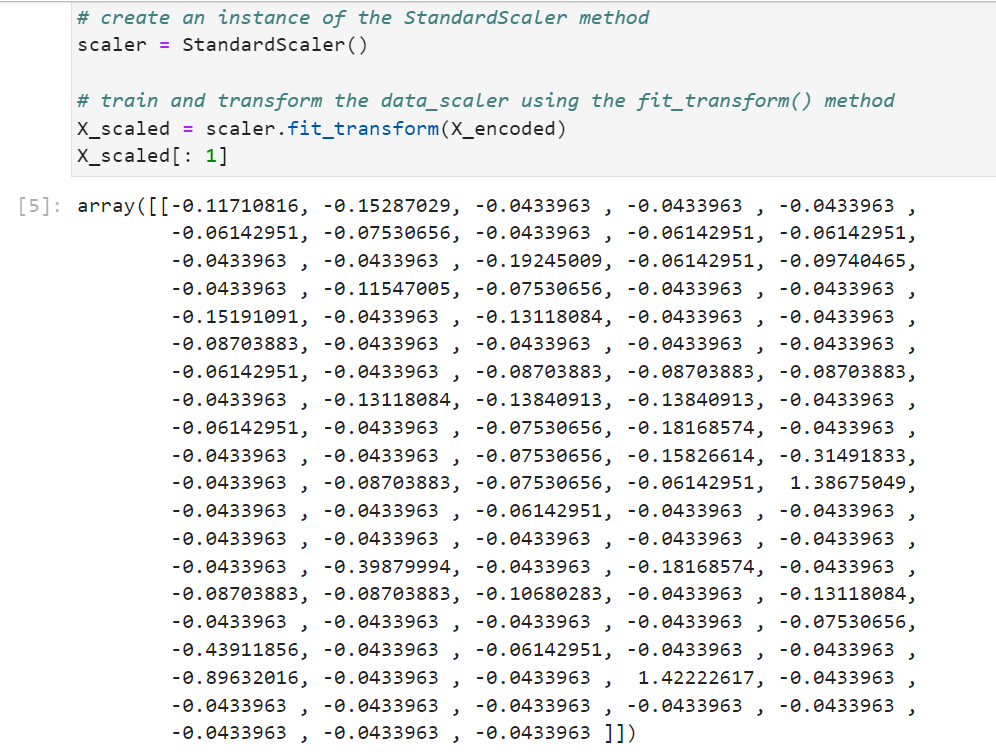 # create an instance of the StandardScaler method
scaler = StandardScaler()
# train and transform the data_scaler using the fit_transform() method
X_scaled = scaler.fit_transform(X_encoded)
X_scaled[: 1]
[5]: array([[-0.11710816, -0.15287029, -0.0433963 , -0.0433963 , -0.0433963 ,
-0.06142951, -0.07530656, -0.0433963 , -0.06142951, -0.06142951,
-0.0433963 , -0.0433963 , -0.19245009, -0.06142951, -0.09740465,
-0.0433963 , -0.11547005, -0.07530656, -0.0433963 , -0.0433963 ,
-0.15191091, -0.0433963 , -0.13118084, -0.0433963 , -0.0433963 ,
-0.08703883, -0.0433963 , -0.0433963 , -0.0433963 , -0.0433963 ,
-0.06142951, -0.0433963 , -0.08703883, -0.08703883, -0.08703883,
-0.0433963 , -0.13118084, -0.13840913, -0.13840913, -0.0433963 ,
-0.06142951, -0.0433963 , -0.07530656, -0.18168574, -0.0433963 ,
-0.0433963 , -0.0433963 , -0.07530656, -0.15826614, -0.31491833,
-0.0433963 , -0.08703883, -0.07530656, -0.06142951, 1.38675049,
-0.0433963 , -0.0433963 , -0.06142951, -0.0433963 , -0.0433963 ,
-0.0433963 , -0.0433963 , -0.0433963 , -0.0433963 , -0.0433963 ,
-0.0433963 , -0.39879994, -0.0433963 , -0.18168574, -0.0433963 ,
-0.08703883, -0.08703883, -0.10680283, -0.0433963 , -0.13118084,
-0.0433963 , -0.0433963 , -0.0433963 , -0.0433963 , -0.07530656,
-0.43911856, -0.0433963 , -0.06142951, -0.0433963 , -0.0433963 ,
-0.89632016, -0.0433963 , -0.0433963 , 1.42222617, -0.0433963 ,
-0.0433963 , -0.0433963 , -0.0433963 , -0.0433963 , -0.0433963 ,
-0.0433963 , -0.0433963 , -0.0433963 ]])